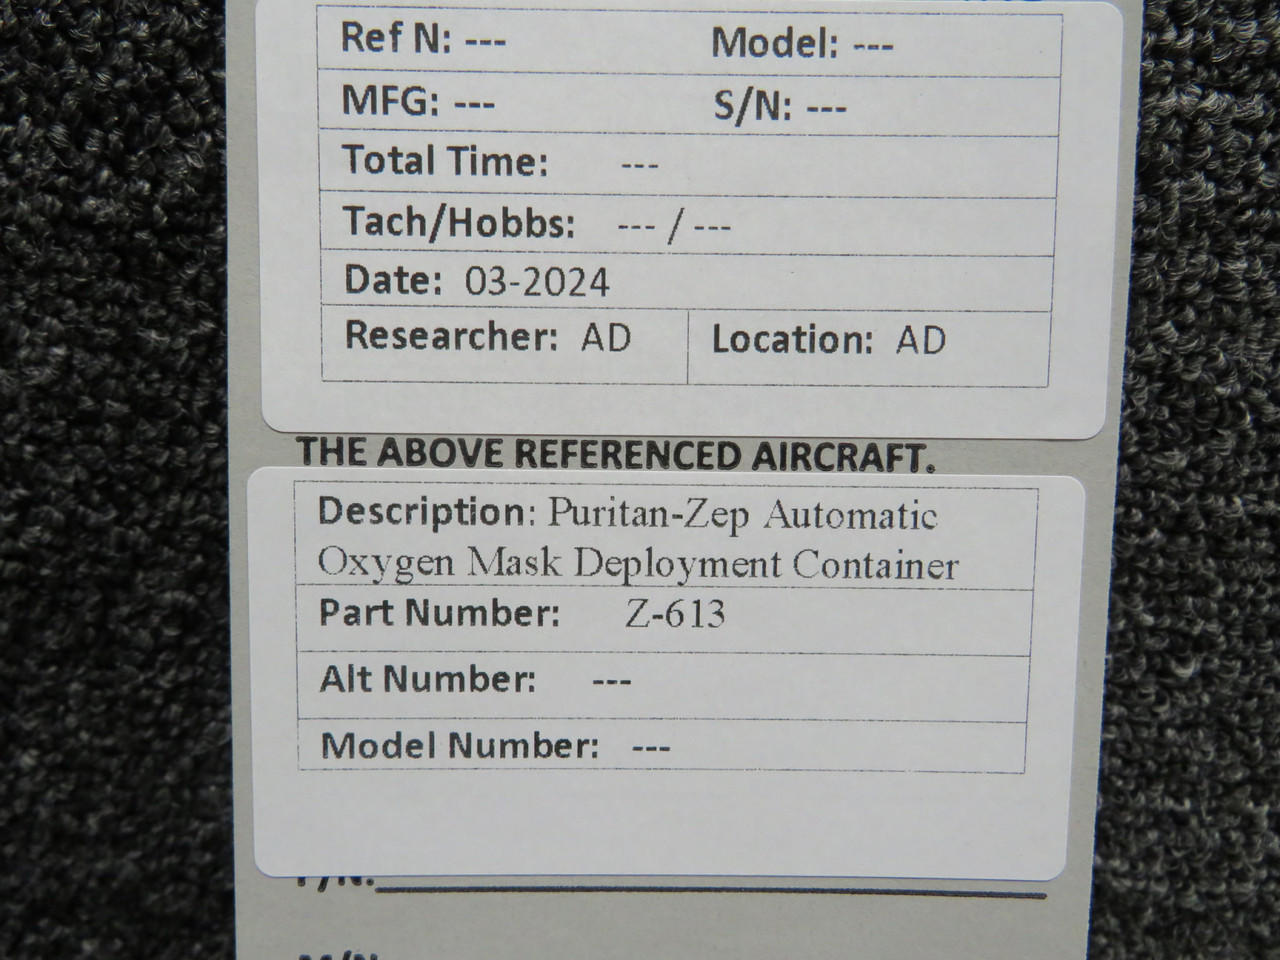 Ref N: --- Model: ---
MFG: --- S/N: ---
Total Time: ---
Tach/Hobbs: --- / ---
Date: 03-2024
Researcher: AD Location: AD
THE ABOVE REFERENCED AIRCRAFT.
Description: Puritan-Zep Automatic
Oxygen Mask Deployment Container
Part Number: Z-613
Alt Number: ---
Model Number: ---